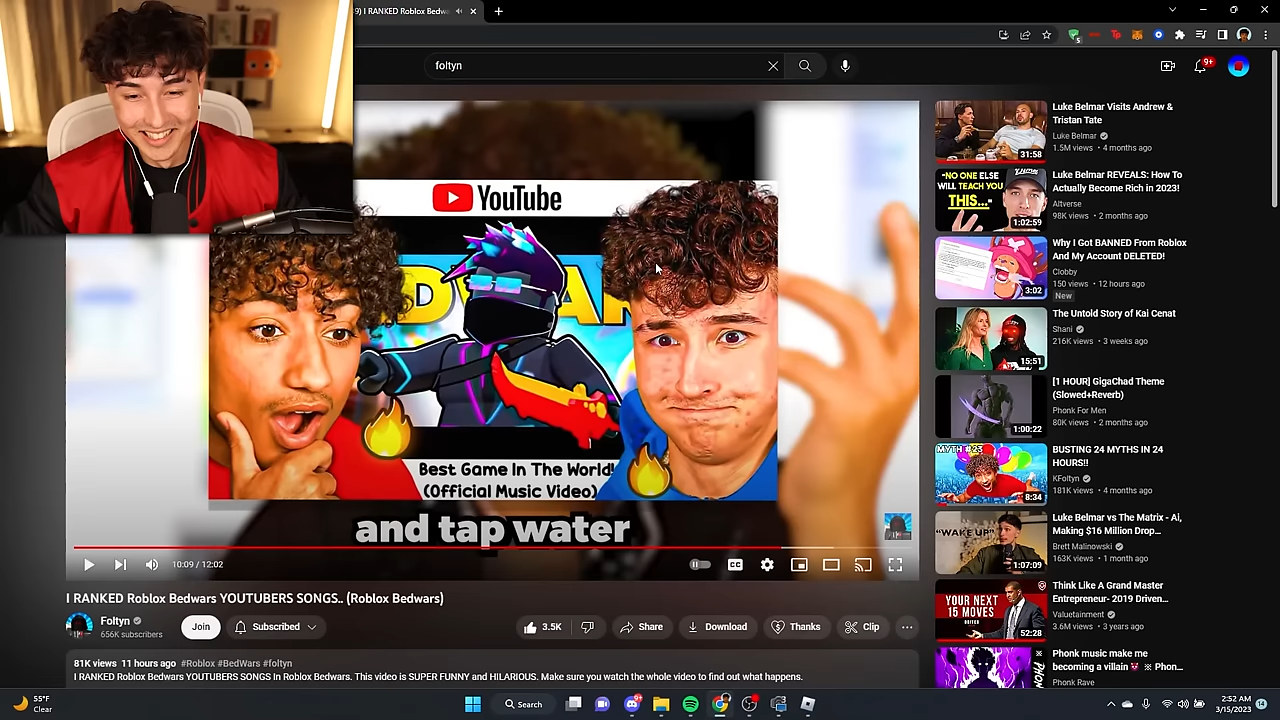 9) I RANKED Roblox Bedwa
foltyn
9+
YouTube
Best Game In The World!
(Official Music Video)
and tap water
10:09 / 12:02
I RANKED Roblox Bedwars YOUTUBERS SONGS.. (Roblox Bedwars)
Foltyn
656K subscribers
Join
Subscribed
3.5K
Share
Download
Thanks
Clip
81K views 11 hours ago #Roblox #BedWars #foltyn
I RANKED Roblox Bedwars YOUTUBERS SONGS In Roblox Bedwars. This video is SUPER FUNNY and HILARIOUS. Make sure you watch the whole video to find out what happens.
31:58
Luke Belmar Visits Andrew &
Tristan Tate
Luke Belmar
1.5M views • 4 months ago
-NO ONE ELSE
WILL TEACH YOU
THIS...-
1:02:59
Luke Belmar REVEALS: How To
Actually Become Rich in 2023!
Altverse
98K views • 2 months ago
3:02
Why I Got BANNED From Roblox
And My Account DELETED!
Clobby
150 views • 12 hours ago
New
15:51
The Untold Story of Kai Cenat
Shani
216K views • 3 weeks ago
1:00:22
[1 HOUR] GigaChad Theme
(Slowed+Reverb)
Phonk For Men
80K views • 2 months ago
MYTH #23
8:34
BUSTING 24 MYTHS IN 24
HOURS!!
KFoltyn
181K views • 4 months ago
"WAKE UP"
1:07:09
Luke Belmar vs The Matrix - Ai,
Making $16 Million Drop...
Brett Malinowski
163K views • 1 month ago
YOUR NEXT
15 MOVES
52:28
Think Like A Grand Master
Entrepreneur- 2019 Driven...
Valuetainment
3.6M views • 3 years ago
Phonk music make me
becoming a villain 😈 ※ Phon...
Phonk Rave
55°F
Clear
Search
2:52 AM
3/15/2023